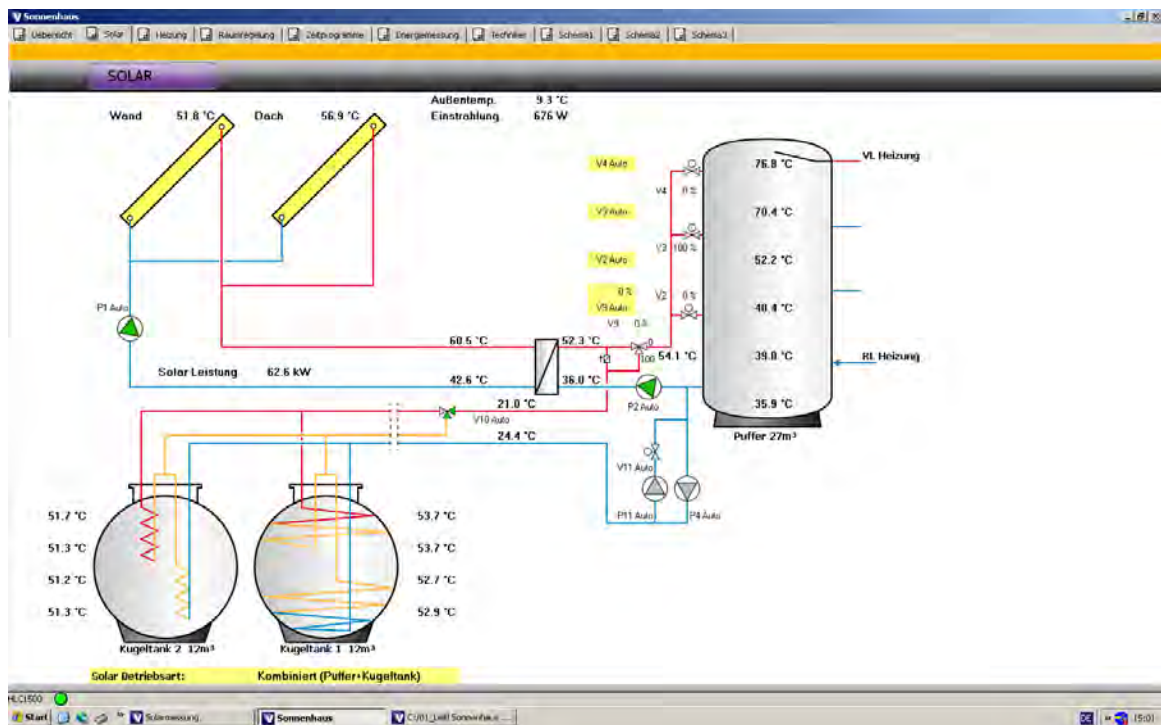 Sonnenhaus
Uebersicht Solar Heizung Raumregelung Zeitprogramme Energiemessung Techniker Schema1 Schema2 Schema3
SOLAR
Außentemp. 9.3 °C
Wand 51.8 °C Dach 56.9 °C Einstrahlung 676 W
VL Heizung
V4 Auto 76.8 °C
V4 0 %
V3 Auto 70.4 °C
V3 100 %
V2 Auto 52.2 °C
0 % V2 0 %
V9 Auto 40.4 °C
P1 Auto
V9 0 %
60.5 °C 52.3 °C 0
100 54.1 °C 39.0 °C RL Heizung
Solar Leistung 62.6 kW 42.6 °C 36.0 °C
21.0 °C P2 Auto 35.9 °C
V10 Auto
24.4 °C Puffer 27m³
V11 Auto
51.7 °C 53.7 °C P11 Auto P4 Auto
51.3 °C 53.7 °C
51.2 °C 52.7 °C
51.3 °C 52.9 °C
Kugeltank 2 12m³ Kugeltank 1 12m³
Solar Betriebsart: Kombiniert (Puffer+Kugeltank)
HLC1500
Start Solarmessung Sonnenhaus DE 15:01